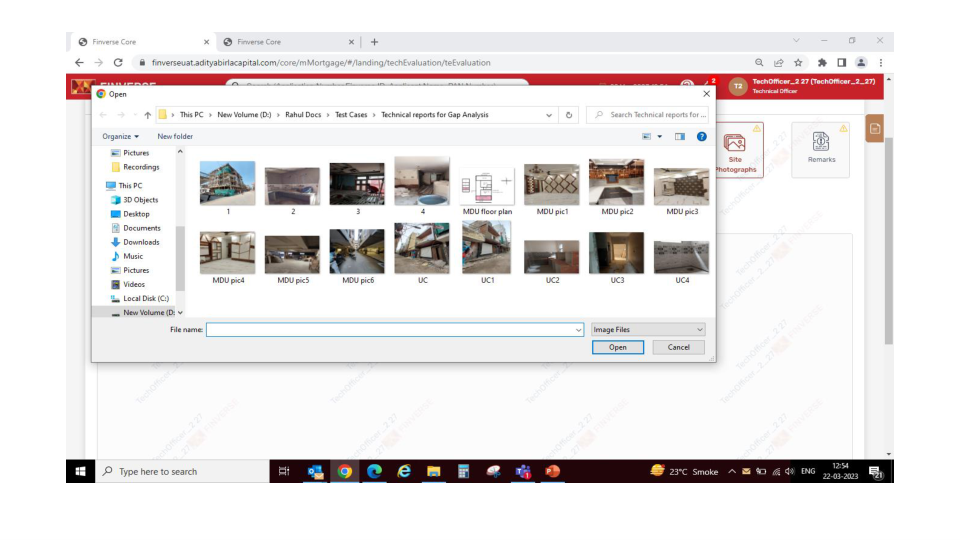 Finverse Core
Finverse Core
finverseuat.adityabirlacapital.com/core/mMortgage/#/landing/techEvaluation/teEvaluation
FINVERSE
2
T2
TechOfficer_2 27 (TechOfficer_2_27)
Technical Officer
Open
This PC > New Volume (D:) > Rahul Docs > Test Cases > Technical reports for Gap Analysis
Search Technical reports for ...
Organize
New folder
Pictures
Recordings
This PC
3D Objects
Desktop
Documents
Downloads
Music
Pictures
Videos
Local Disk (C:)
New Volume (D:
1
2
3
4
MDU floor plan
MDU pic1
MDU pic2
MDU pic3
MDU pic4
MDU pic5
MDU pic6
UC
UC1
UC2
UC3
UC4
File name:
Image Files
Open
Cancel
Site
Photographs
Remarks
Type here to search
23°C Smoke
ENG
12:54
22-03-2023
21